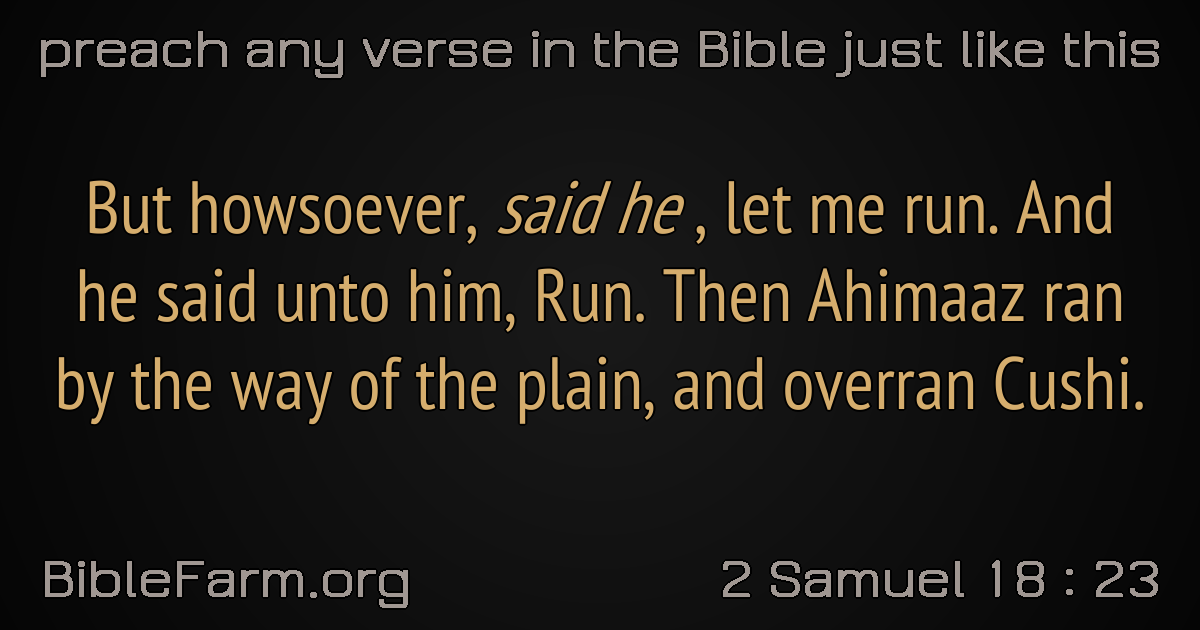 preach any verse in the Bible just like this
But howsoever, said he , let me run. And
he said unto him, Run. Then Ahimaaz ran
by the way of the plain, and overran Cushi.
BibleFarm.org
2 Samuel 18 : 23